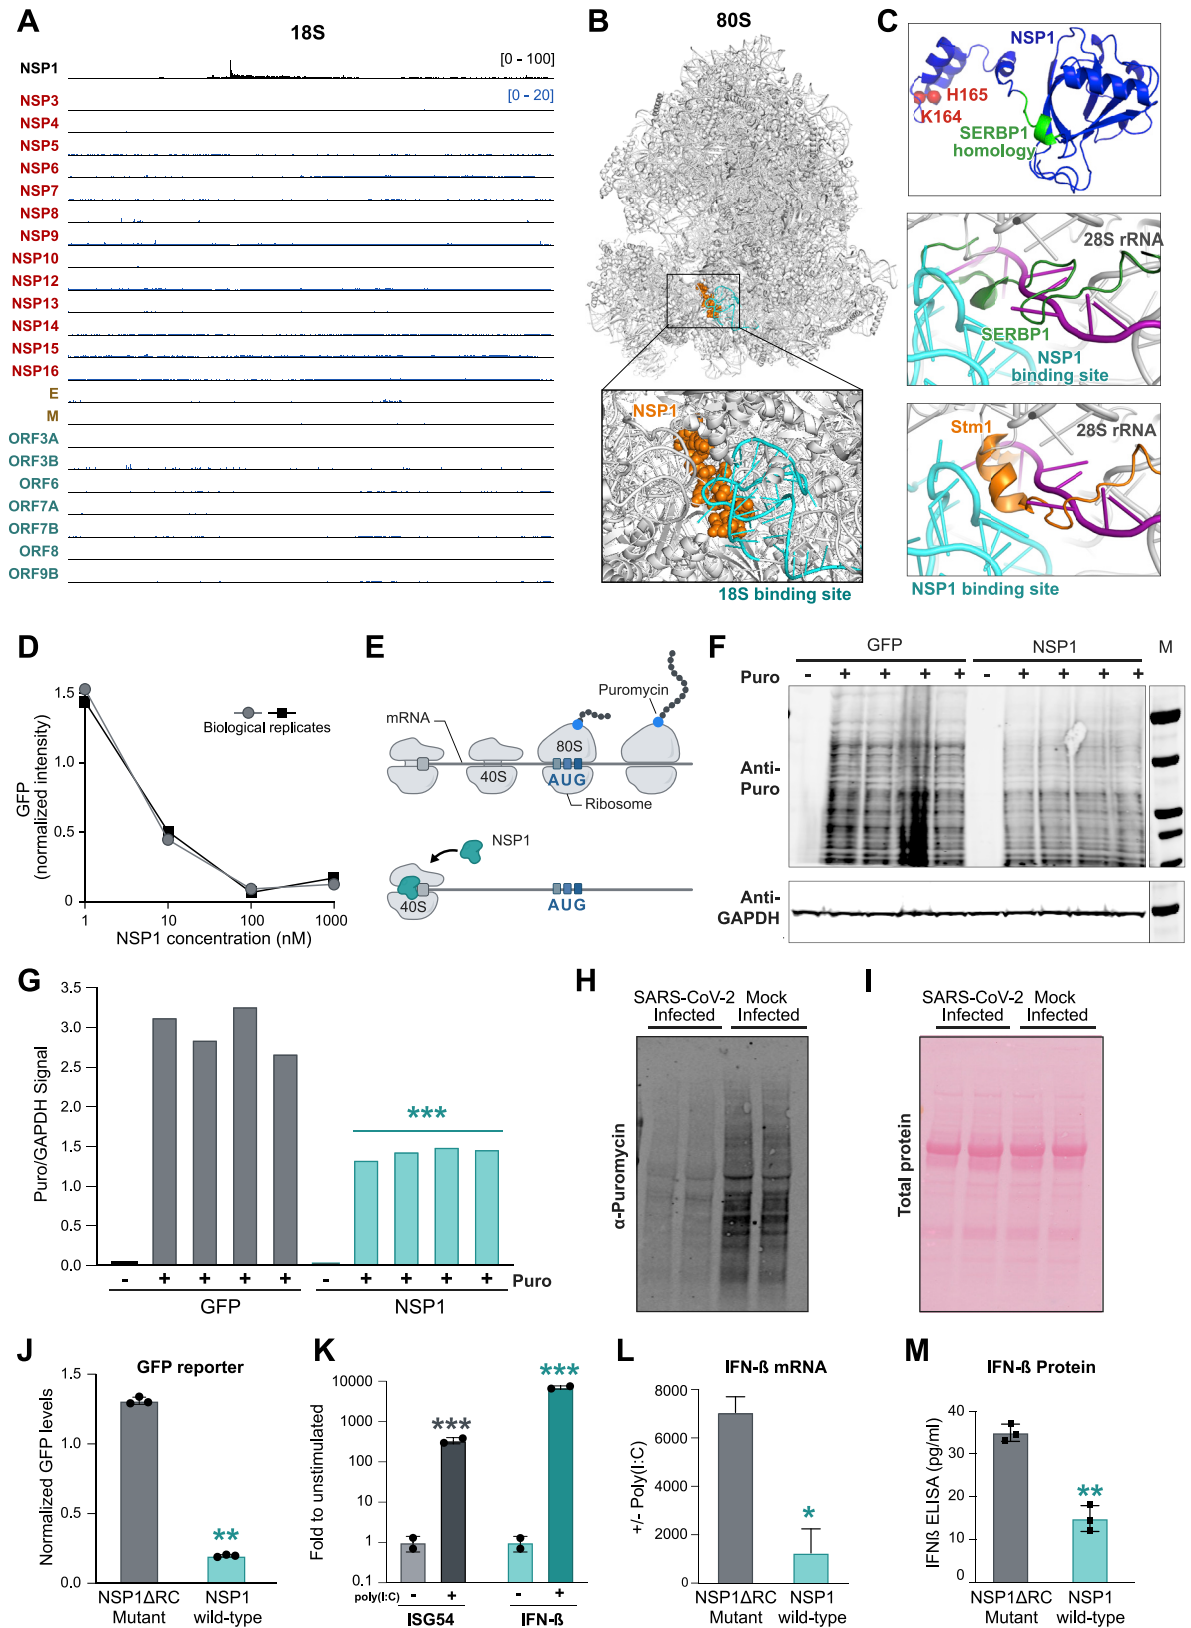 A
18S
NSP1
[0 - 100]
NSP3
[0 - 20]
NSP4
NSP5
NSP6
NSP7
NSP8
NSP9
NSP10
NSP12
NSP13
NSP14
NSP15
NSP16
E
M
ORF3A
ORF3B
ORF6
ORF7A
ORF7B
ORF8
ORF9B
B
80S
NSP1
18S binding site
C
NSP1
H165
K164
SERBP1
homology
28S rRNA
SERBP1
NSP1
binding site
Stm1
28S rRNA
NSP1 binding site
D
GFP
(normalized intensity)
1.5
1.0
0.5
0
Biological replicates
1
10
100
1000
NSP1 concentration (nM)
E
Puromycin
mRNA
80S
40S
AUG
Ribosome
NSP1
40S
AUG
F
GFP
NSP1
M
Puro
- + + + + - + + + +
Anti-
Puro
Anti-
GAPDH
G
Puro/GAPDH Signal
3.5
3.0
2.5
2.0
1.5
1.0
0.5
0.0
***
- + + + + - + + + + Puro
GFP
NSP1
H
SARS-CoV-2
Infected
Mock
Infected
α-Puromycin
I
SARS-CoV-2
Infected
Mock
Infected
Total protein
J
GFP reporter
Normalized GFP levels
1.5
1.0
0.5
0.0
**
NSP1ΔRC
Mutant
NSP1
wild-type
K
Fold to unstimulated
10000
1000
100
10
1
0.1
***
***
poly(I:C) - + - +
ISG54
IFN-ß
L
IFN-ß mRNA
+/- Poly(I:C)
8000
6000
4000
2000
0
*
NSP1ΔRC
Mutant
NSP1
wild-type
M
IFN-ß Protein
IFNß ELISA (pg/ml)
40
30
20
10
0
**
NSP1ΔRC
Mutant
NSP1
wild-type